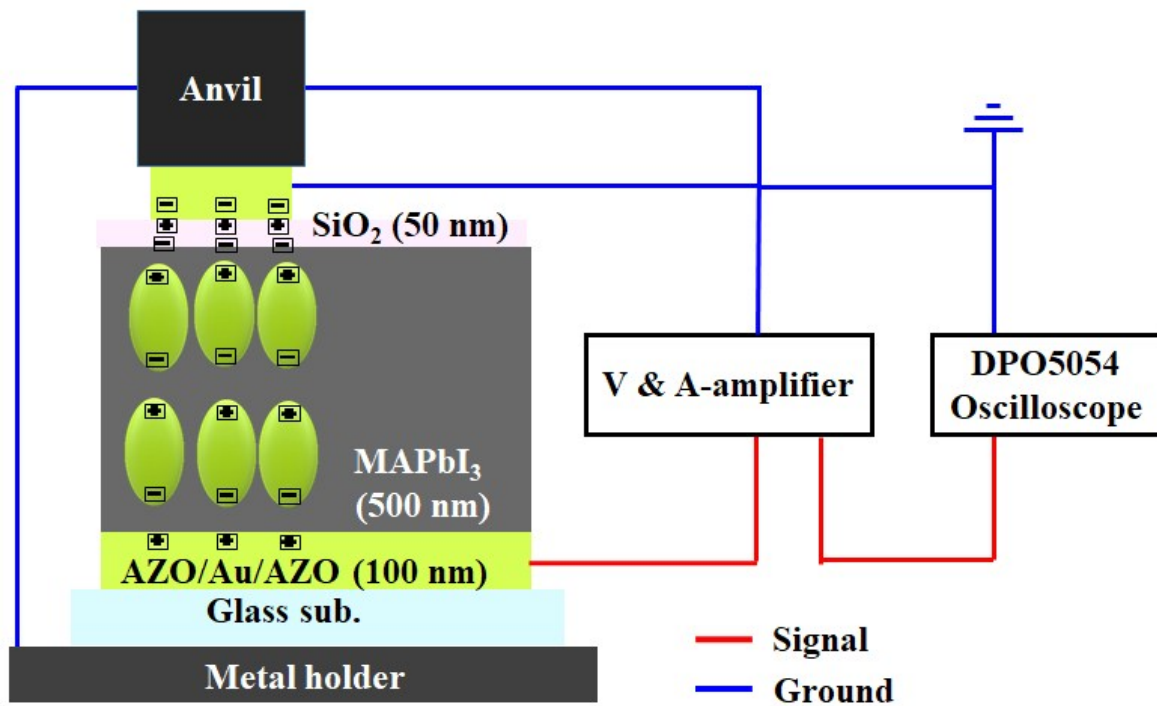 Anvil
SiO₂ (50 nm)
V & A-amplifier
DPO5054
Oscilloscope
MAPbI₃
(500 nm)
AZO/Au/AZO (100 nm)
Glass sub.
Metal holder
Signal
Ground